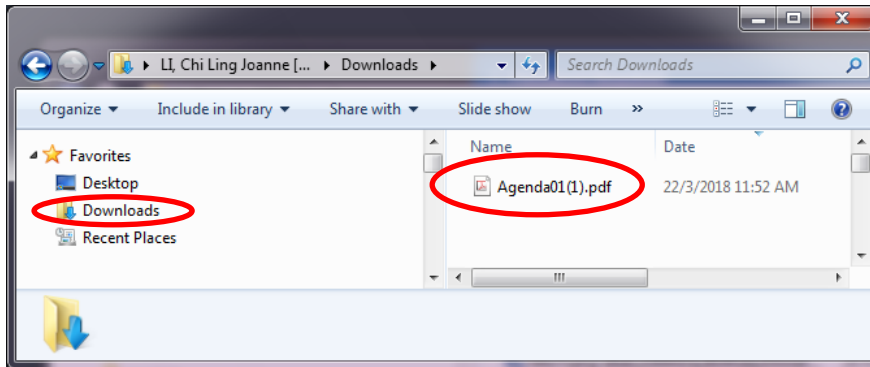 LI, Chi Ling Joanne [... Downloads Search Downloads
Organize Include in library Share with Slide show Burn »
Favorites
Desktop
Downloads
Recent Places
Name Date
Agenda01(1).pdf 22/3/2018 11:52 AM